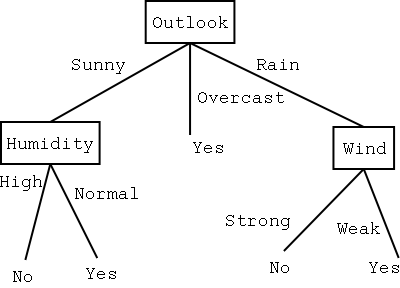 Outlook
Sunny
Rain
Overcast
Humidity
Yes
Wind
High
Normal
Strong
Weak
No
Yes
No
Yes